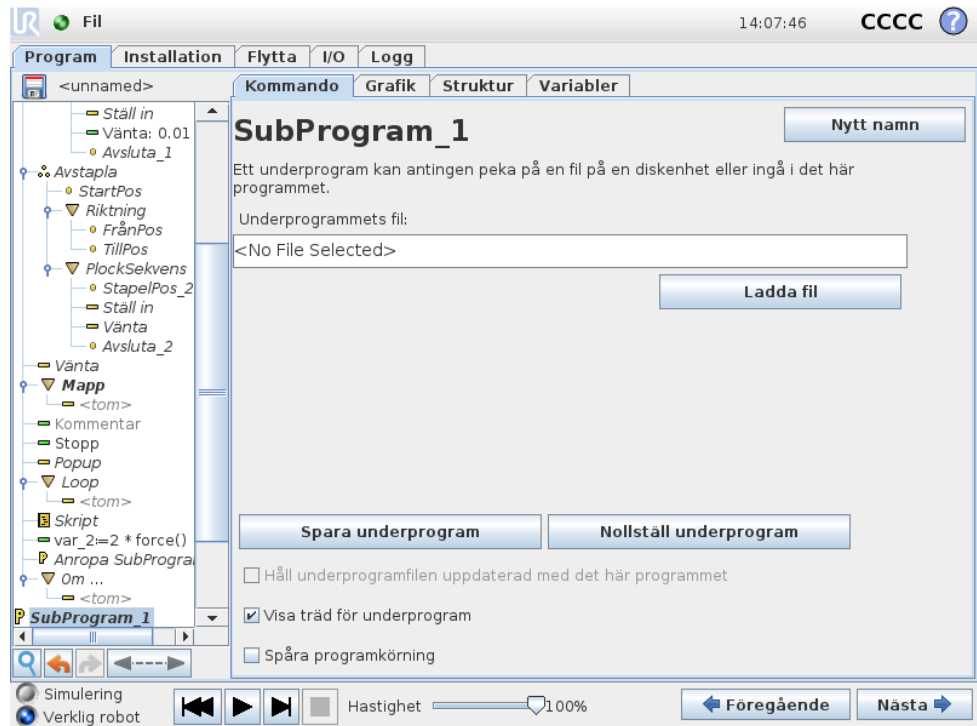 UR Fil 14:07:46 CCCC ?
Program Installation Flytta I/O Logg
<unnamed>
Kommando Grafik Struktur Variabler
Ställ in
Vänta: 0.01
Avsluta_1
Avstapla
StartPos
Riktning
FrånPos
TillPos
PlockSekvens
StapelPos_2
Ställ in
Vänta
Avsluta_2
Vänta
Mapp
<tom>
Kommentar
Stopp
Popup
Loop
<tom>
Skript
var_2≔2 * force()
P Anropa SubProgra
Om ...
<tom>
P SubProgram_1
SubProgram_1
Nytt namn
Ett underprogram kan antingen peka på en fil på en diskenhet eller ingå i det här
programmet.
Underprogrammets fil:
<No File Selected>
Ladda fil
Spara underprogram
Nollställ underprogram
Håll underprogramfilen uppdaterad med det här programmet
Visa träd för underprogram
Spåra programkörning
Simulering
Verklig robot
Hastighet 100%
Föregående
Nästa